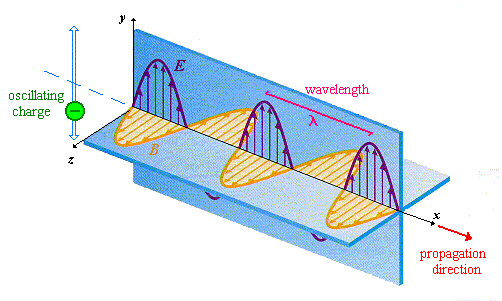 y
E
wavelength
λ
oscillating
charge
−
z
B
x
propagation
direction